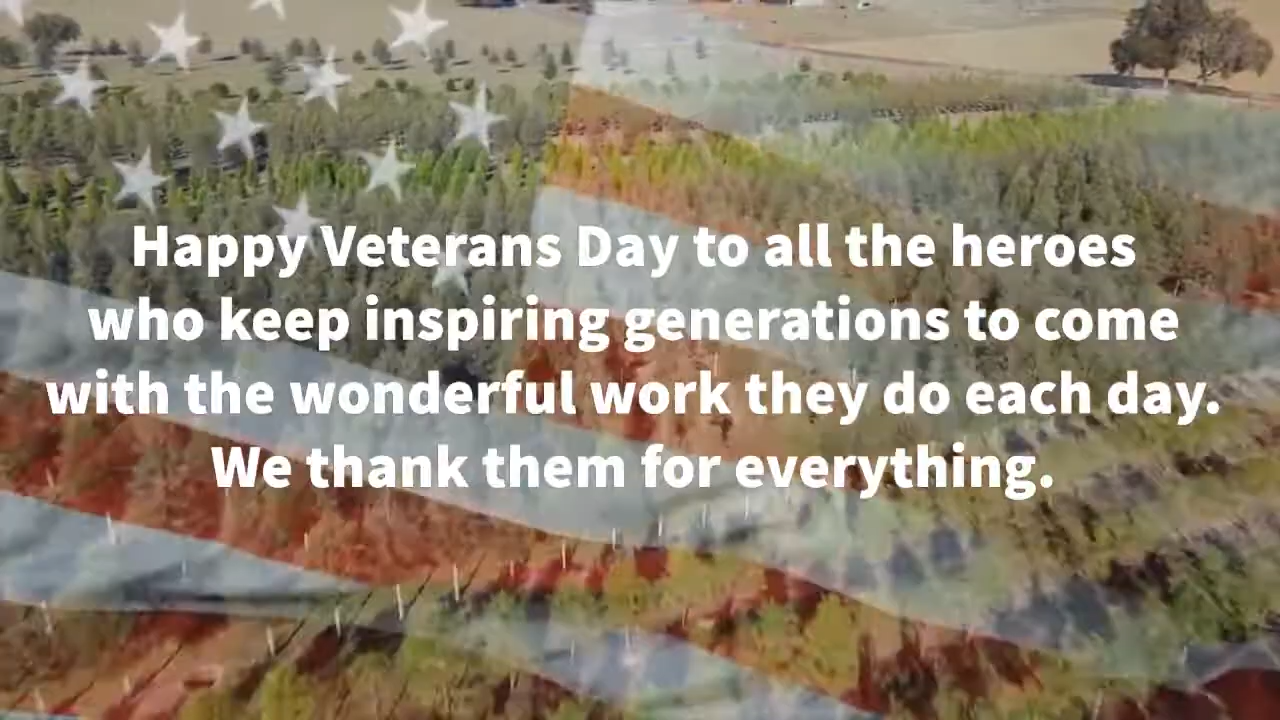 Happy Veterans Day to all the heroes
who keep inspiring generations to come
with the wonderful work they do each day.
We thank them for everything.